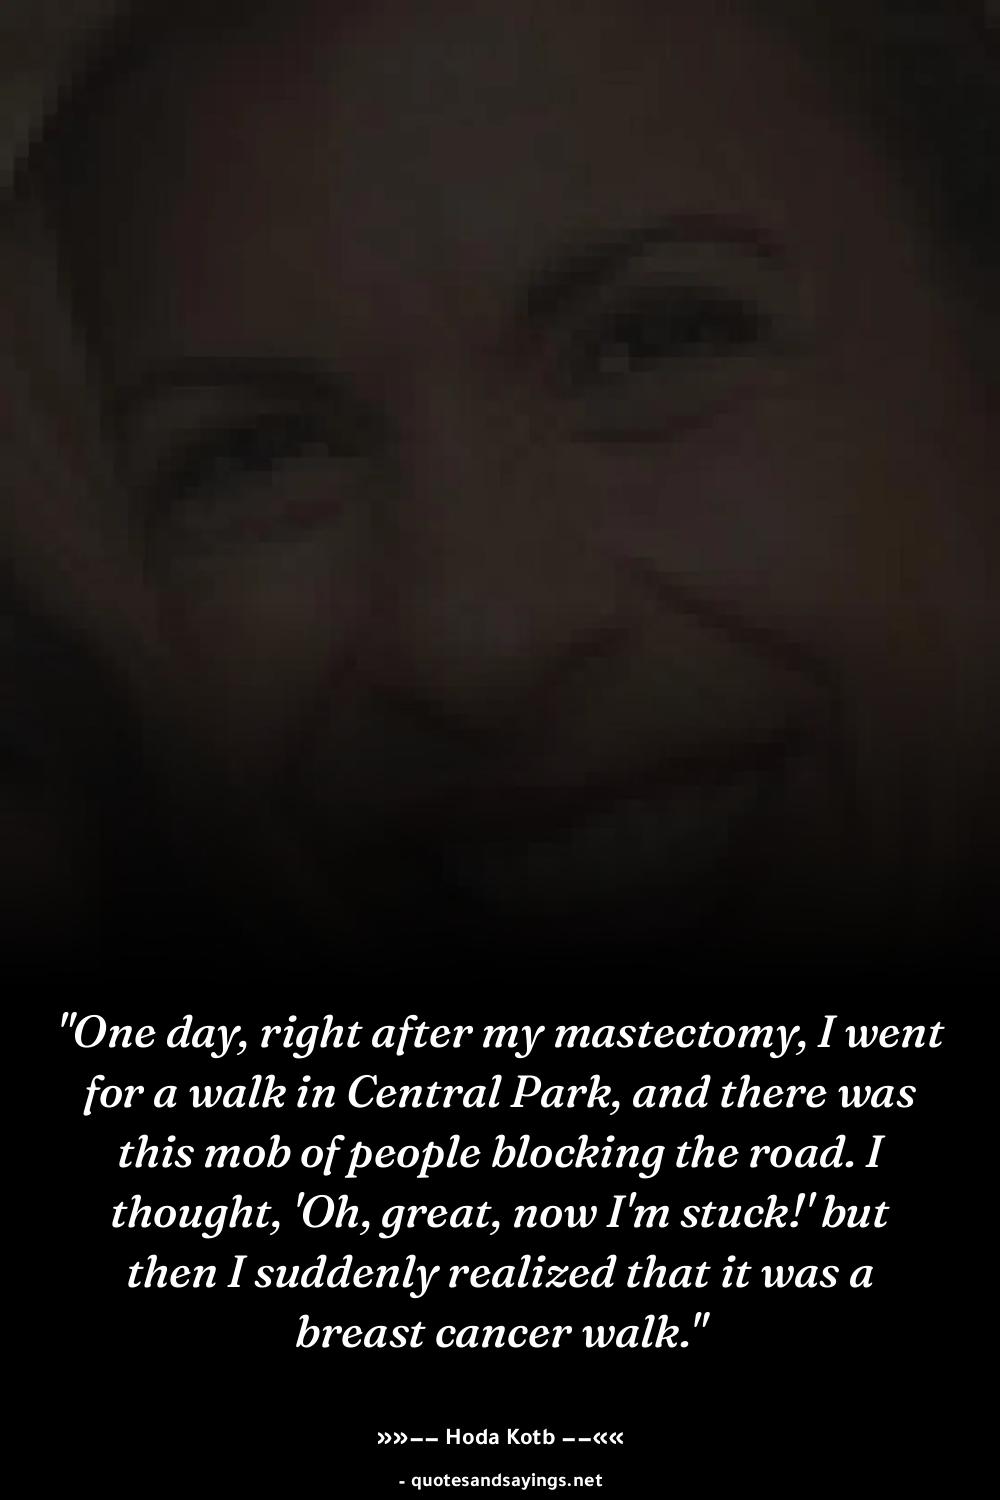 "One day, right after my mastectomy, I went
for a walk in Central Park, and there was
this mob of people blocking the road. I
thought, 'Oh, great, now I'm stuck!' but
then I suddenly realized that it was a
breast cancer walk."
»»—— Hoda Kotb ——««
- quotesandsayings.net